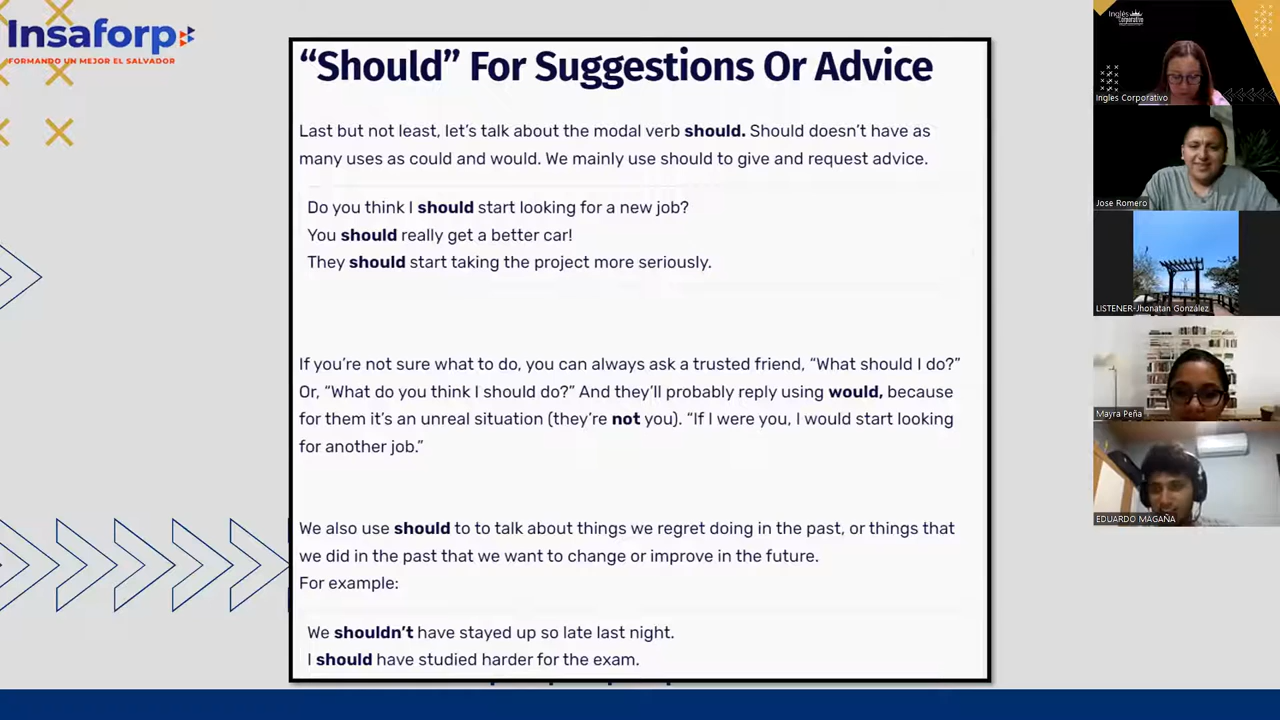 Insaforp
FORMANDO UN MEJOR EL SALVADOR
“Should” For Suggestions Or Advice
Last but not least, let’s talk about the modal verb should. Should doesn’t have as
many uses as could and would. We mainly use should to give and request advice.
Do you think I should start looking for a new job?
You should really get a better car!
They should start taking the project more seriously.
If you’re not sure what to do, you can always ask a trusted friend, “What should I do?”
Or, “What do you think I should do?” And they’ll probably reply using would, because
for them it’s an unreal situation (they’re not you). “If I were you, I would start looking
for another job.”
We also use should to to talk about things we regret doing in the past, or things that
we did in the past that we want to change or improve in the future.
For example:
We shouldn’t have stayed up so late last night.
I should have studied harder for the exam.
Inglés
Corporativo
Ingles Corporativo
Jose Romero
LISTENER-Jhonatan González
Mayra Peña
EDUARDO MAGAÑA